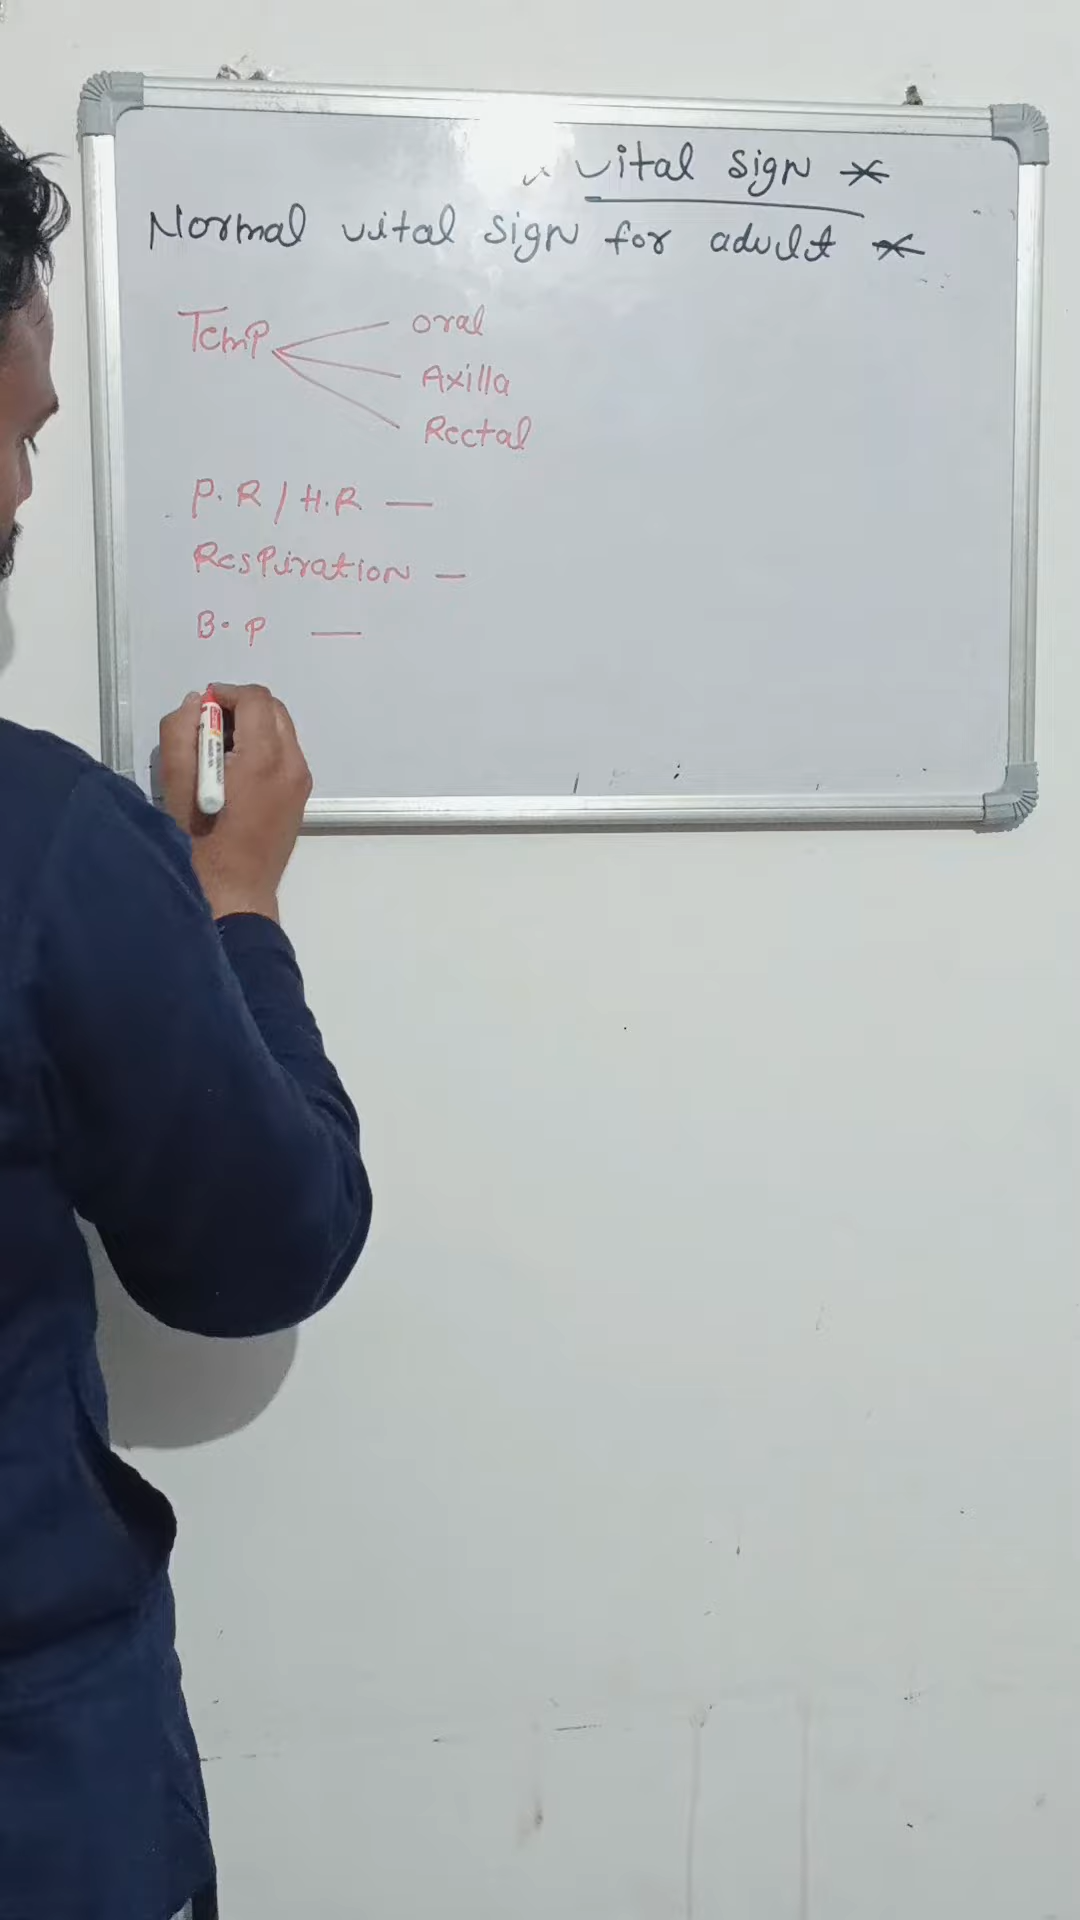 * vital sign *
Normal vital sign for adult *
Temp
oral
Axilla
Rectal
P.R / H.R —
Respiration —
B.P —